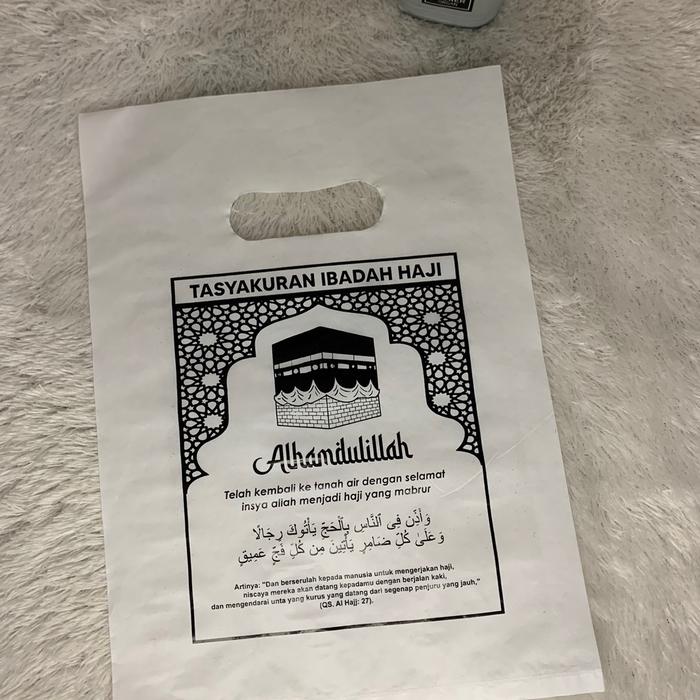 TASYAKURAN IBADAH HAJI
Alhamdulillah
Telah kembali ke tanah air dengan selamat
insya allah menjadi haji yang mabrur
وَأَذِّن فِى ٱلنَّاسِ بِٱلْحَجِّ يَأْتُوكَ رِجَالًا
وَعَلَىٰ كُلِّ ضَامِرٍ يَأْتِينَ مِن كُلِّ فَجٍّ عَمِيقٍ
Artinya: "Dan berserulah kepada manusia untuk mengerjakan haji,
niscaya mereka akan datang kepadamu dengan berjalan kaki,
dan mengendarai unta yang kurus yang datang dari segenap penjuru yang jauh,"
(QS. Al Hajj: 27).